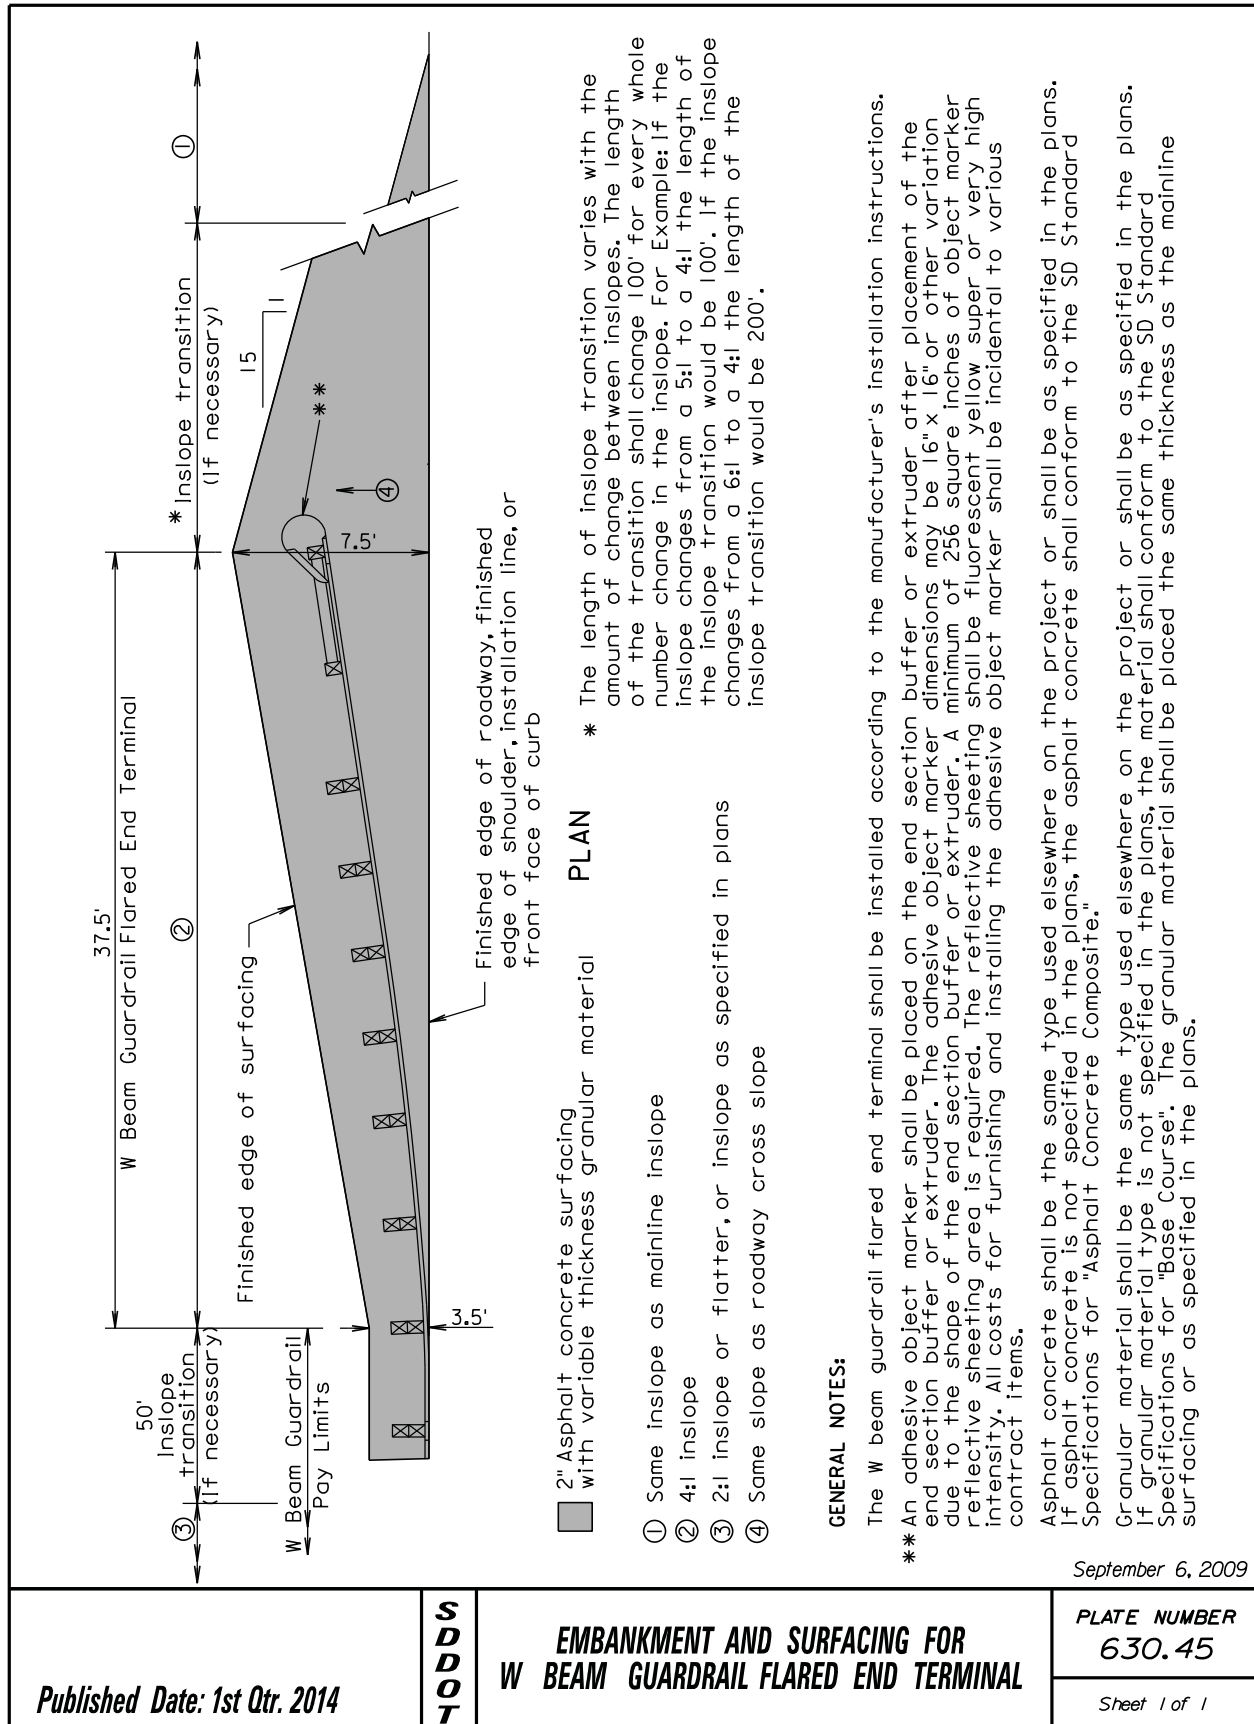 37.5'
W Beam Guardrail Flared End Terminal
50'
Inslope
transition
(If necessary)
②
* Inslope transition
(If necessary)
①
③
W Beam Guardrail
Pay Limits
Finished edge of surfacing
15
1
**
④
7.5'
3.5'
Finished edge of roadway, finished
edge of shoulder, installation line, or
front face of curb
PLAN
2" Asphalt concrete surfacing
with variable thickness granular material
① Same inslope as mainline inslope
② 4:1 inslope
③ 2:1 inslope or flatter, or inslope as specified in plans
④ Same slope as roadway cross slope
* The length of inslope transition varies with the
amount of change between inslopes. The length
of the transition shall change 100' for every whole
number change in the inslope. For Example: If the
inslope changes from a 5:1 to a 4:1 the length of
the inslope transition would be 100'. If the inslope
changes from a 6:1 to a 4:1 the length of the
inslope transition would be 200'.
GENERAL NOTES:
The W beam guardrail flared end terminal shall be installed according to the manufacturer's installation instructions.
** An adhesive object marker shall be placed on the end section buffer or extruder after placement of the
end section buffer or extruder. The adhesive object marker dimensions may be 16" x 16" or other variation
due to the shape of the end section buffer or extruder. A minimum of 256 square inches of object marker
reflective sheeting area is required. The reflective sheeting shall be fluorescent yellow super or very high
intensity. All costs for furnishing and installing the adhesive object marker shall be incidental to various
contract items.
Asphalt concrete shall be the same type used elsewhere on the project or shall be as specified in the plans.
If asphalt concrete is not specified in the plans, the asphalt concrete shall conform to the SD Standard
Specifications for "Asphalt Concrete Composite."
Granular material shall be the same type used elsewhere on the project or shall be as specified in the plans.
If granular material type is not specified in the plans, the material shall conform to the SD Standard
Specifications for "Base Course". The granular material shall be placed the same thickness as the mainline
surfacing or as specified in the plans.
September 6, 2009
Published Date: 1st Qtr. 2014
SDDOT
EMBANKMENT AND SURFACING FOR
W BEAM GUARDRAIL FLARED END TERMINAL
PLATE NUMBER
630.45
Sheet 1 of 1